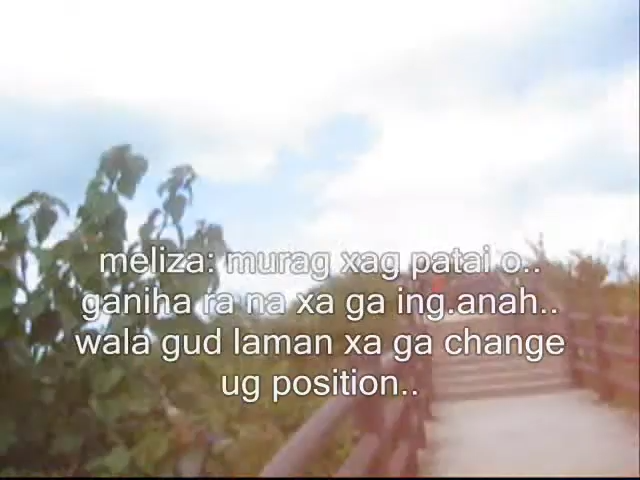 meliza: murag xag patai o..
ganiha ra na xa ga ing.anah..
wala gud laman xa ga change
ug position..